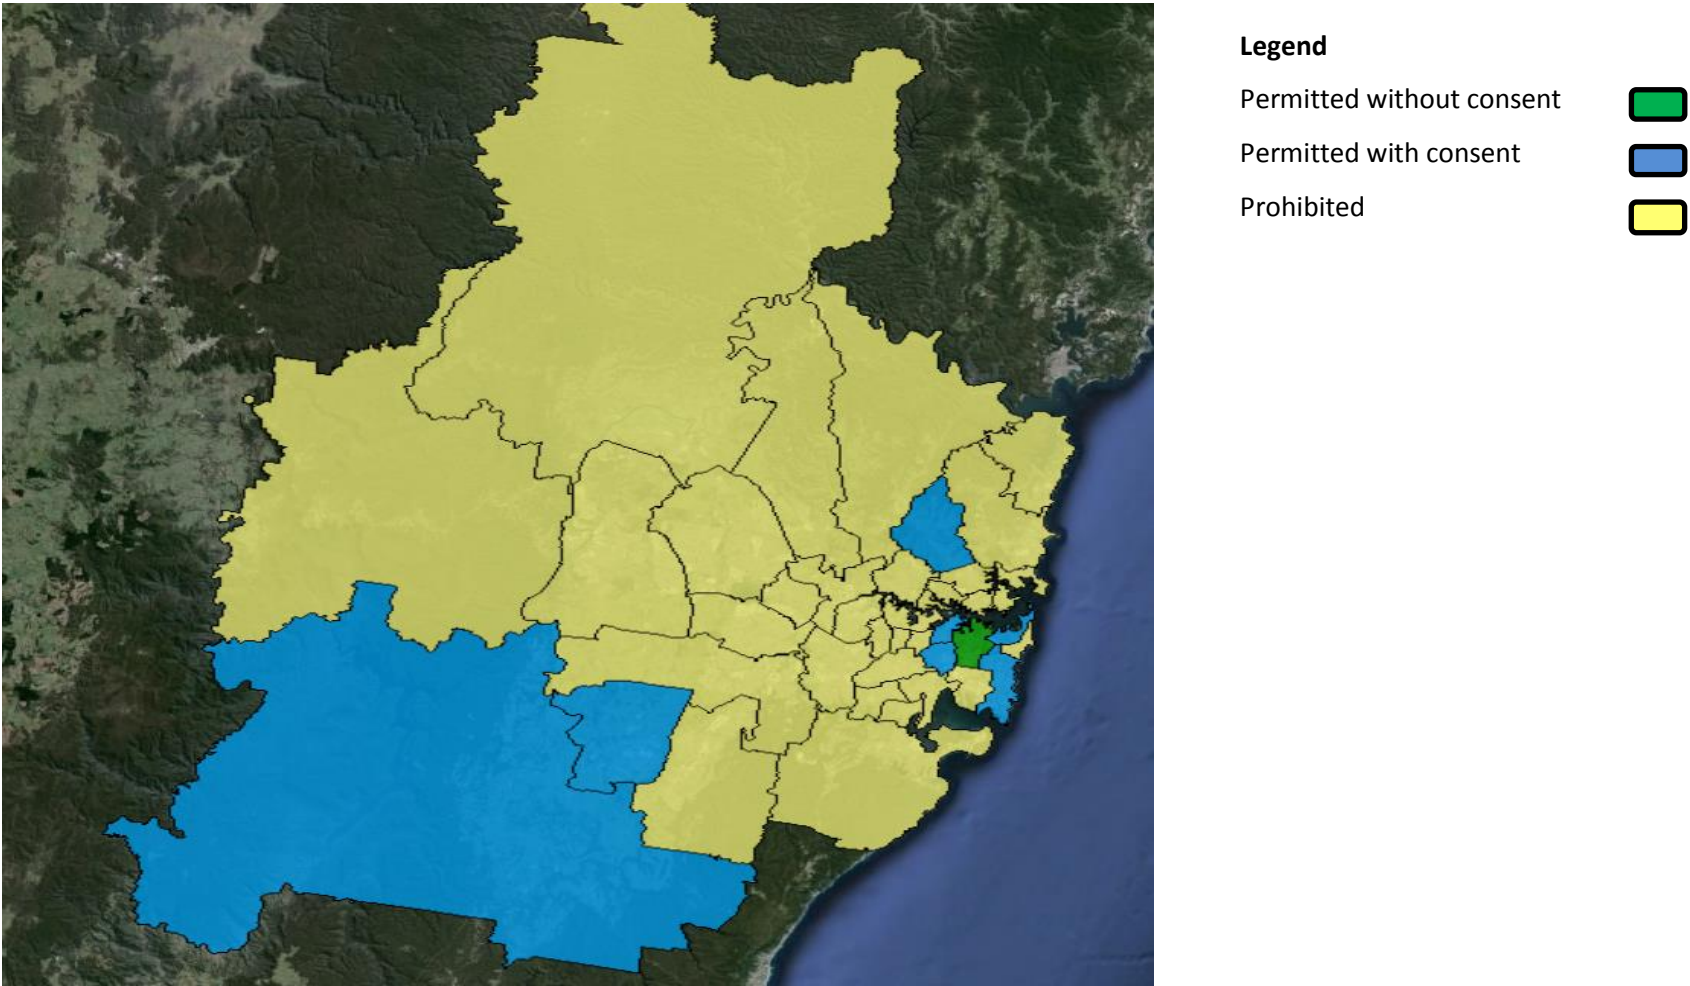 Legend
Permitted without consent
Permitted with consent
Prohibited